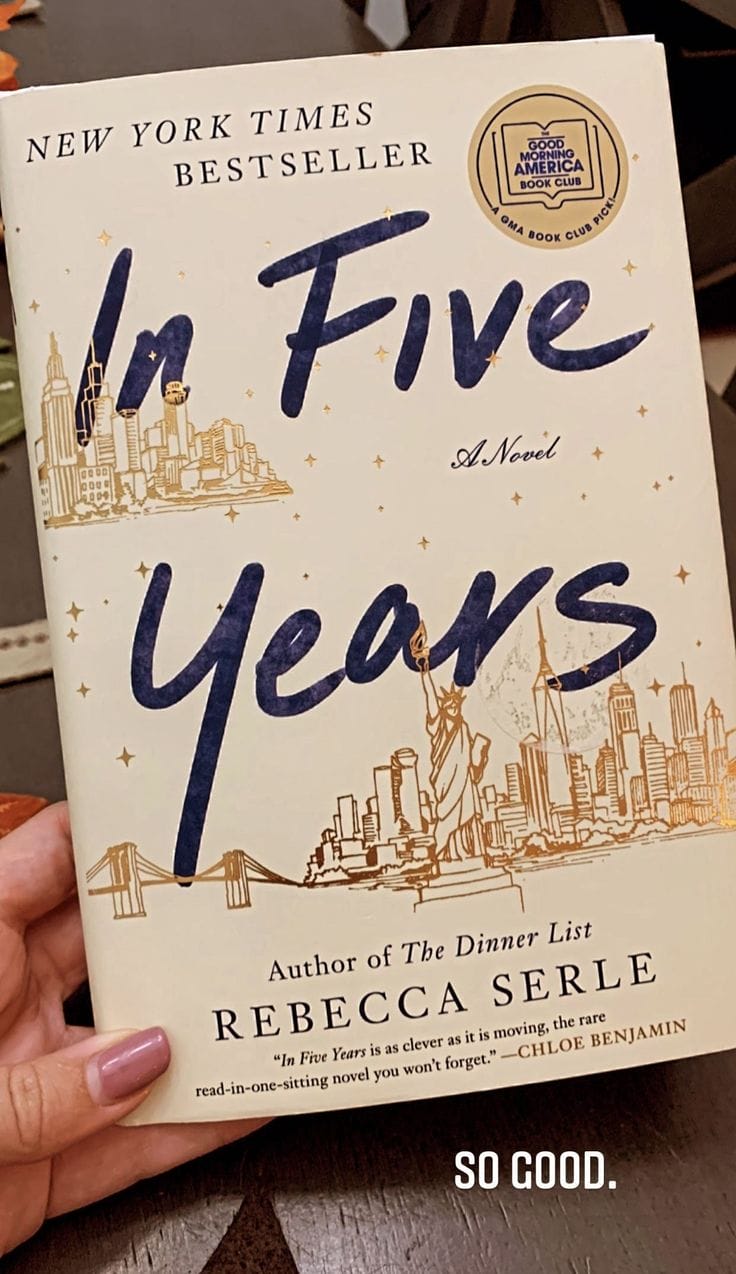 NEW YORK TIMES
BESTSELLER
THE
GOOD
MORNING
AMERICA
BOOK CLUB
A GMA BOOK CLUB PICK!
In Five
A Novel
Years
Author of The Dinner List
REBECCA SERLE
“In Five Years is as clever as it is moving, the rare
read-in-one-sitting novel you won’t forget.” —CHLOE BENJAMIN
SO GOOD.